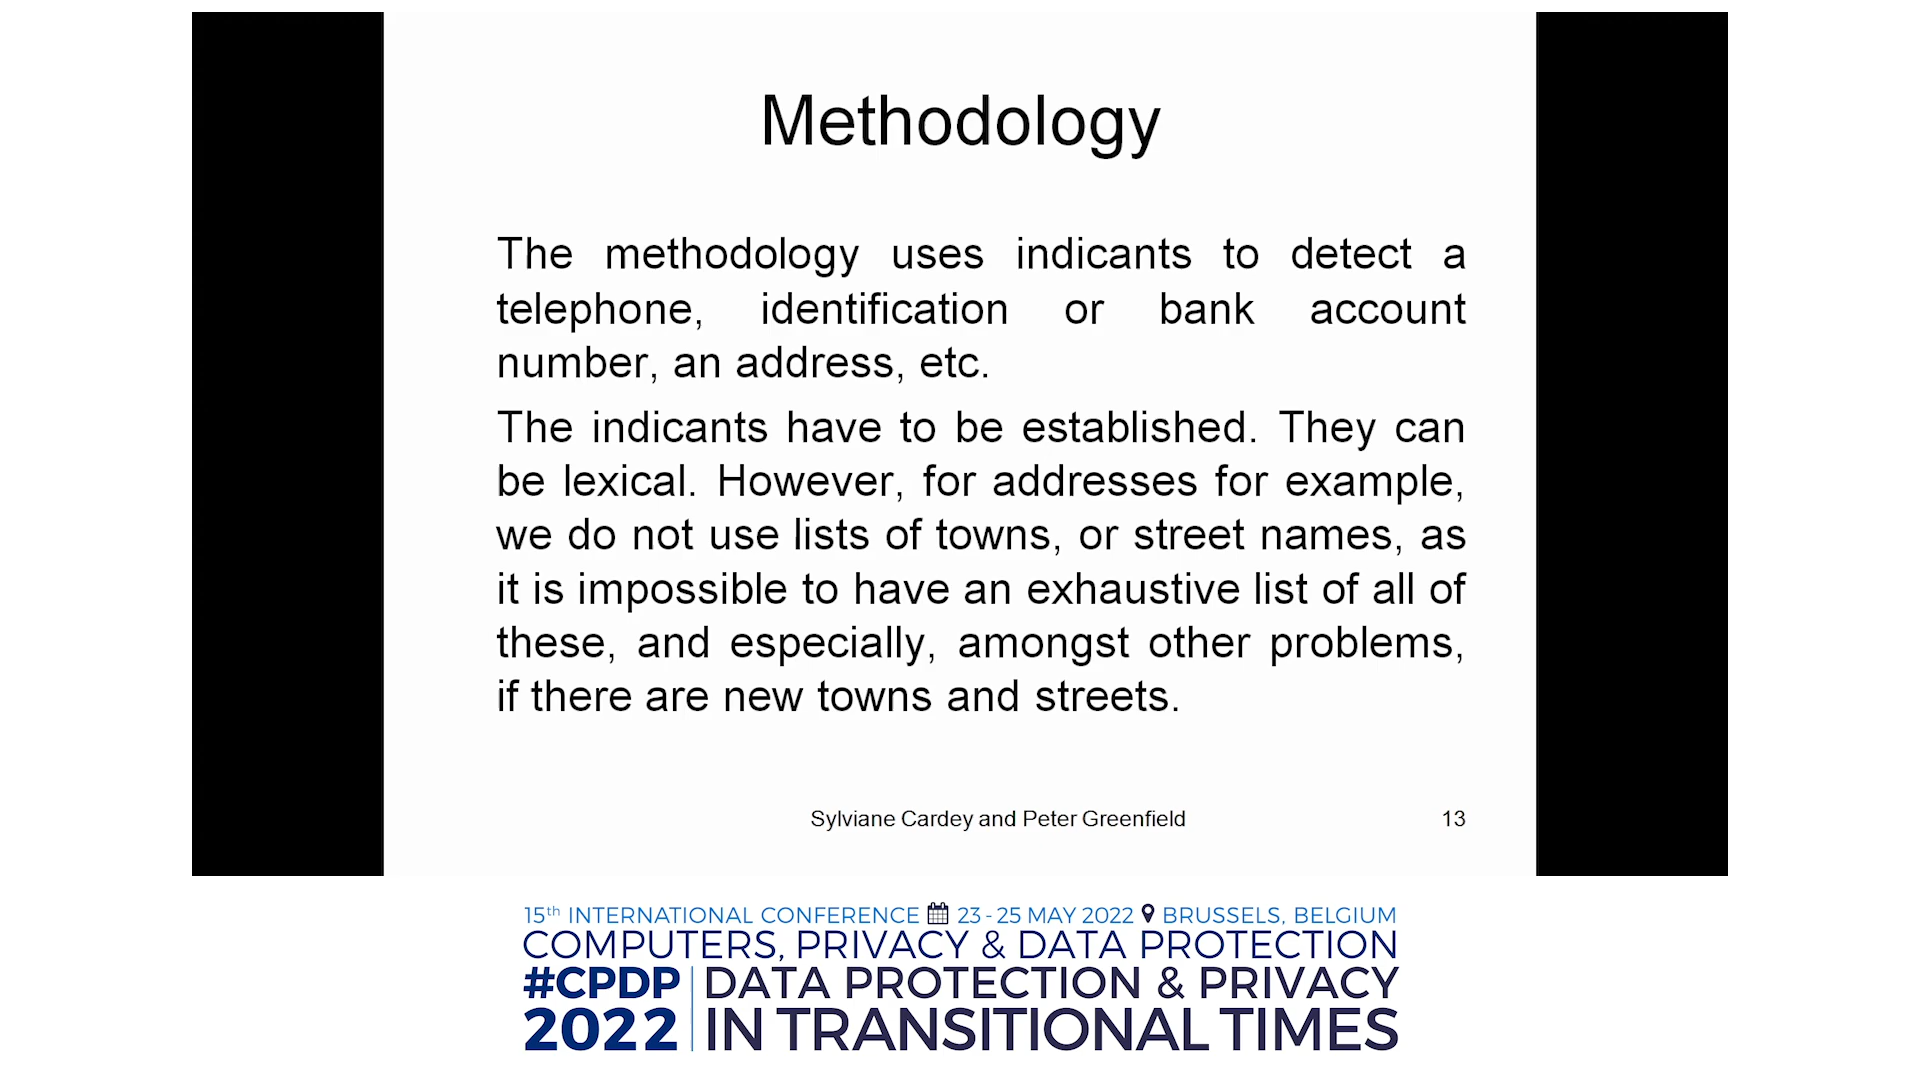 Methodology
The methodology uses indicants to detect a
telephone, identification or bank account
number, an address, etc.
The indicants have to be established. They can
be lexical. However, for addresses for example,
we do not use lists of towns, or street names, as
it is impossible to have an exhaustive list of all of
these, and especially, amongst other problems,
if there are new towns and streets.
Sylviane Cardey and Peter Greenfield 13
15th INTERNATIONAL CONFERENCE 23 - 25 MAY 2022 BRUSSELS, BELGIUM
COMPUTERS, PRIVACY & DATA PROTECTION
#CPDP DATA PROTECTION & PRIVACY
2022 IN TRANSITIONAL TIMES